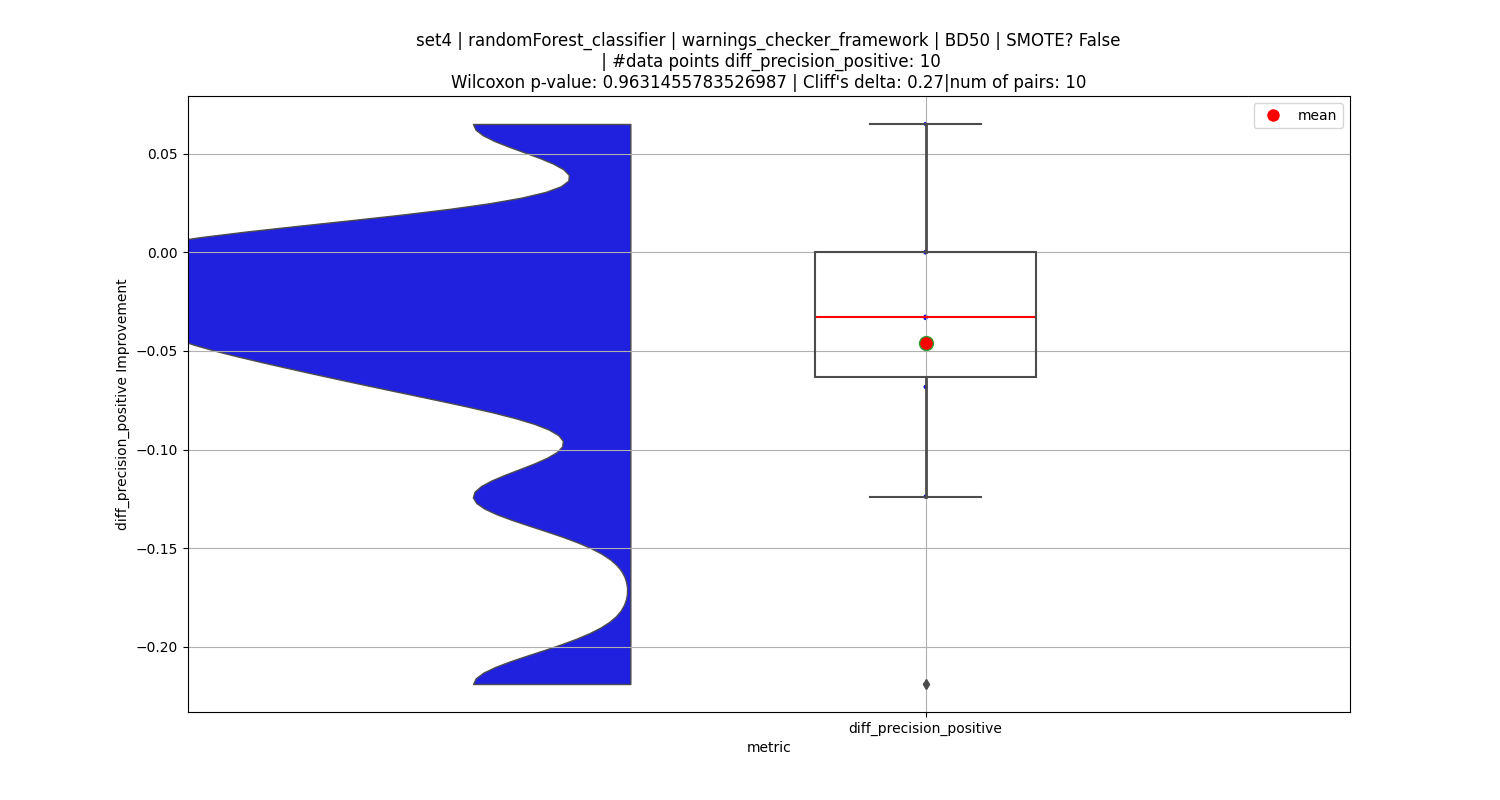 set4 | randomForest_classifier | warnings_checker_framework | BD50 | SMOTE? False
| #data points diff_precision_positive: 10
Wilcoxon p-value: 0.9631455783526987 | Cliff's delta: 0.27|num of pairs: 10
mean
0.05
0.00
−0.05
−0.10
−0.15
−0.20
diff_precision_positive Improvement
diff_precision_positive
metric